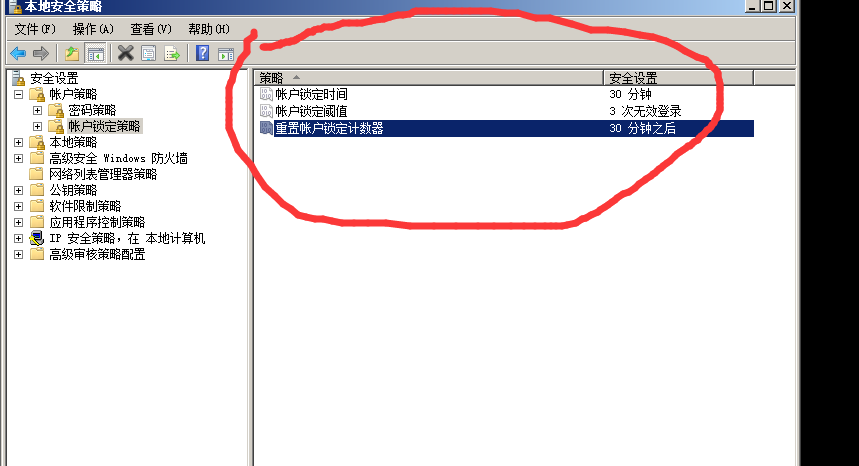 本地安全策略
文件(F) 操作(A) 查看(V) 帮助(H)
安全设置
帐户策略
密码策略
帐户锁定策略
本地策略
高级安全 Windows 防火墙
网络列表管理器策略
公钥策略
软件限制策略
应用程序控制策略
IP 安全策略，在 本地计算机
高级审核策略配置
策略 安全设置
帐户锁定时间 30 分钟
帐户锁定阈值 3 次无效登录
重置帐户锁定计数器 30 分钟之后